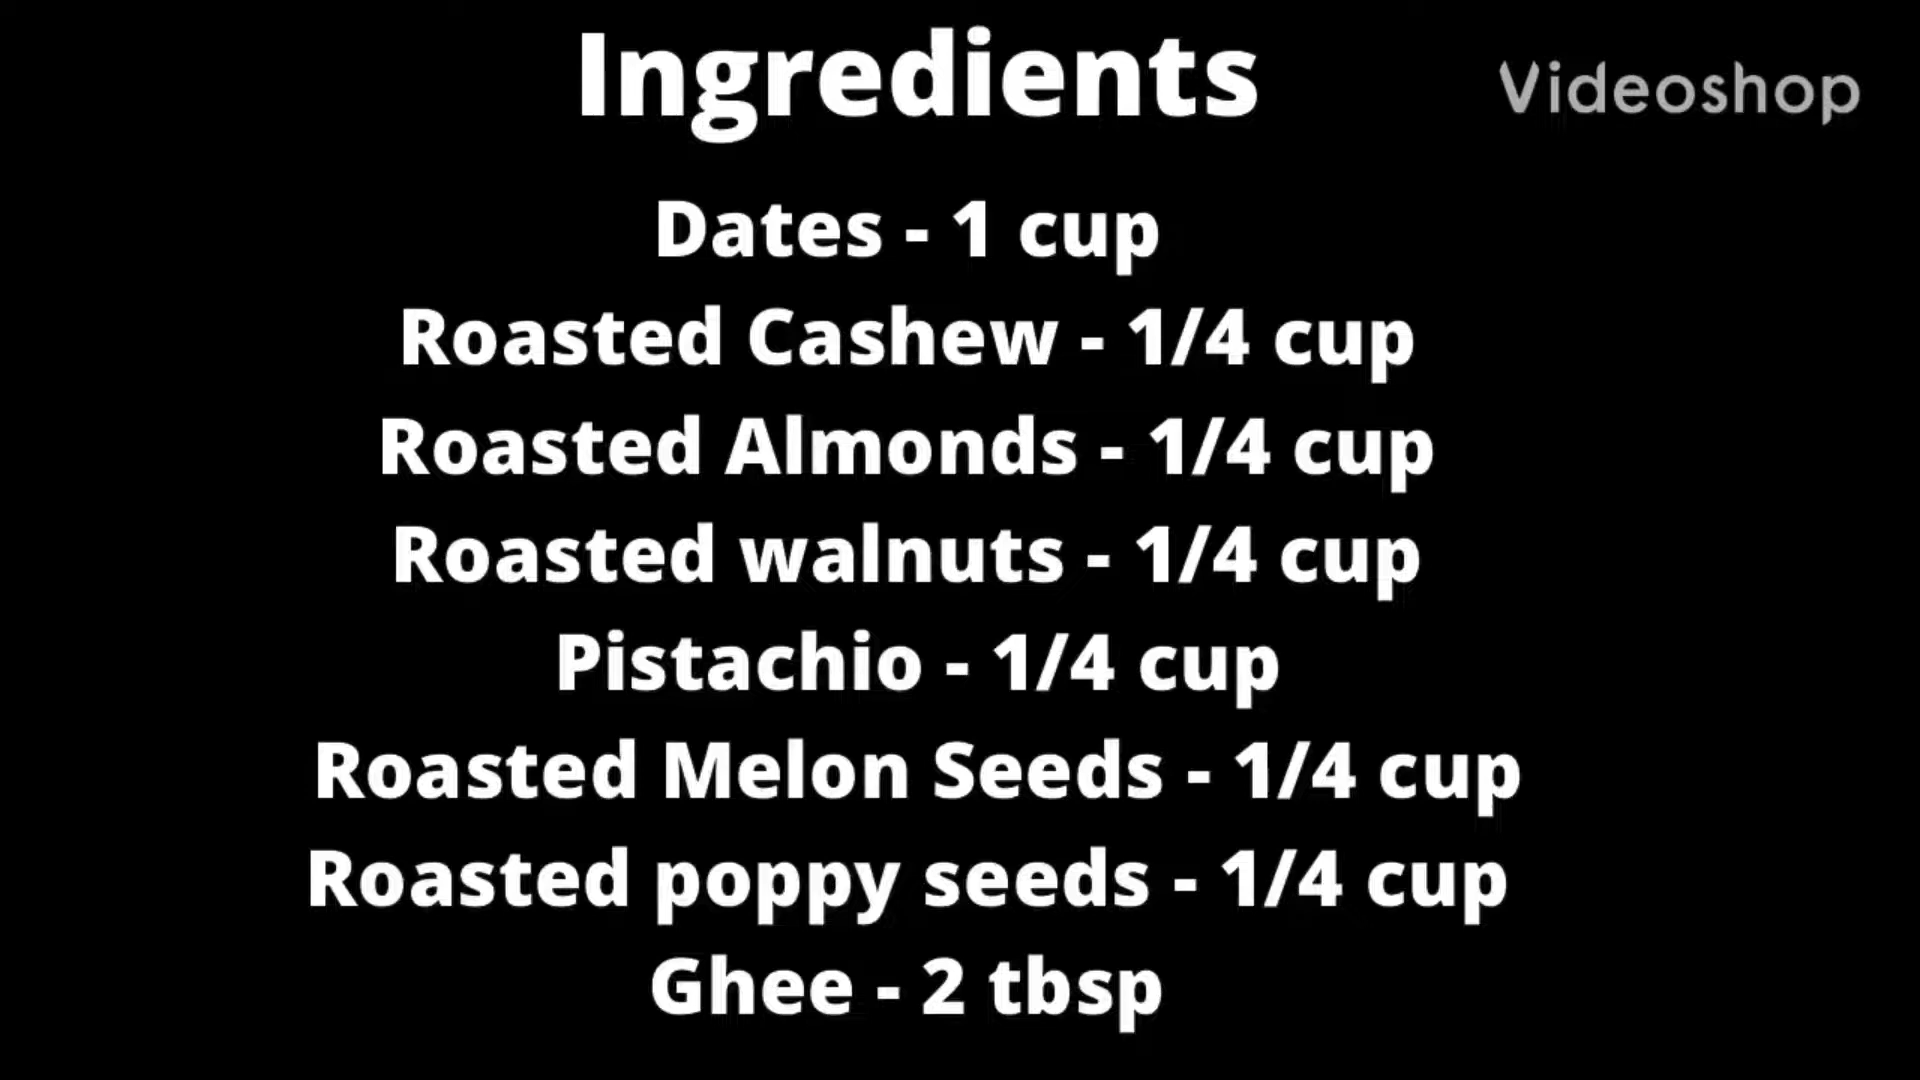 Ingredients
Videoshop
Dates - 1 cup
Roasted Cashew - 1/4 cup
Roasted Almonds - 1/4 cup
Roasted walnuts - 1/4 cup
Pistachio - 1/4 cup
Roasted Melon Seeds - 1/4 cup
Roasted poppy seeds - 1/4 cup
Ghee - 2 tbsp